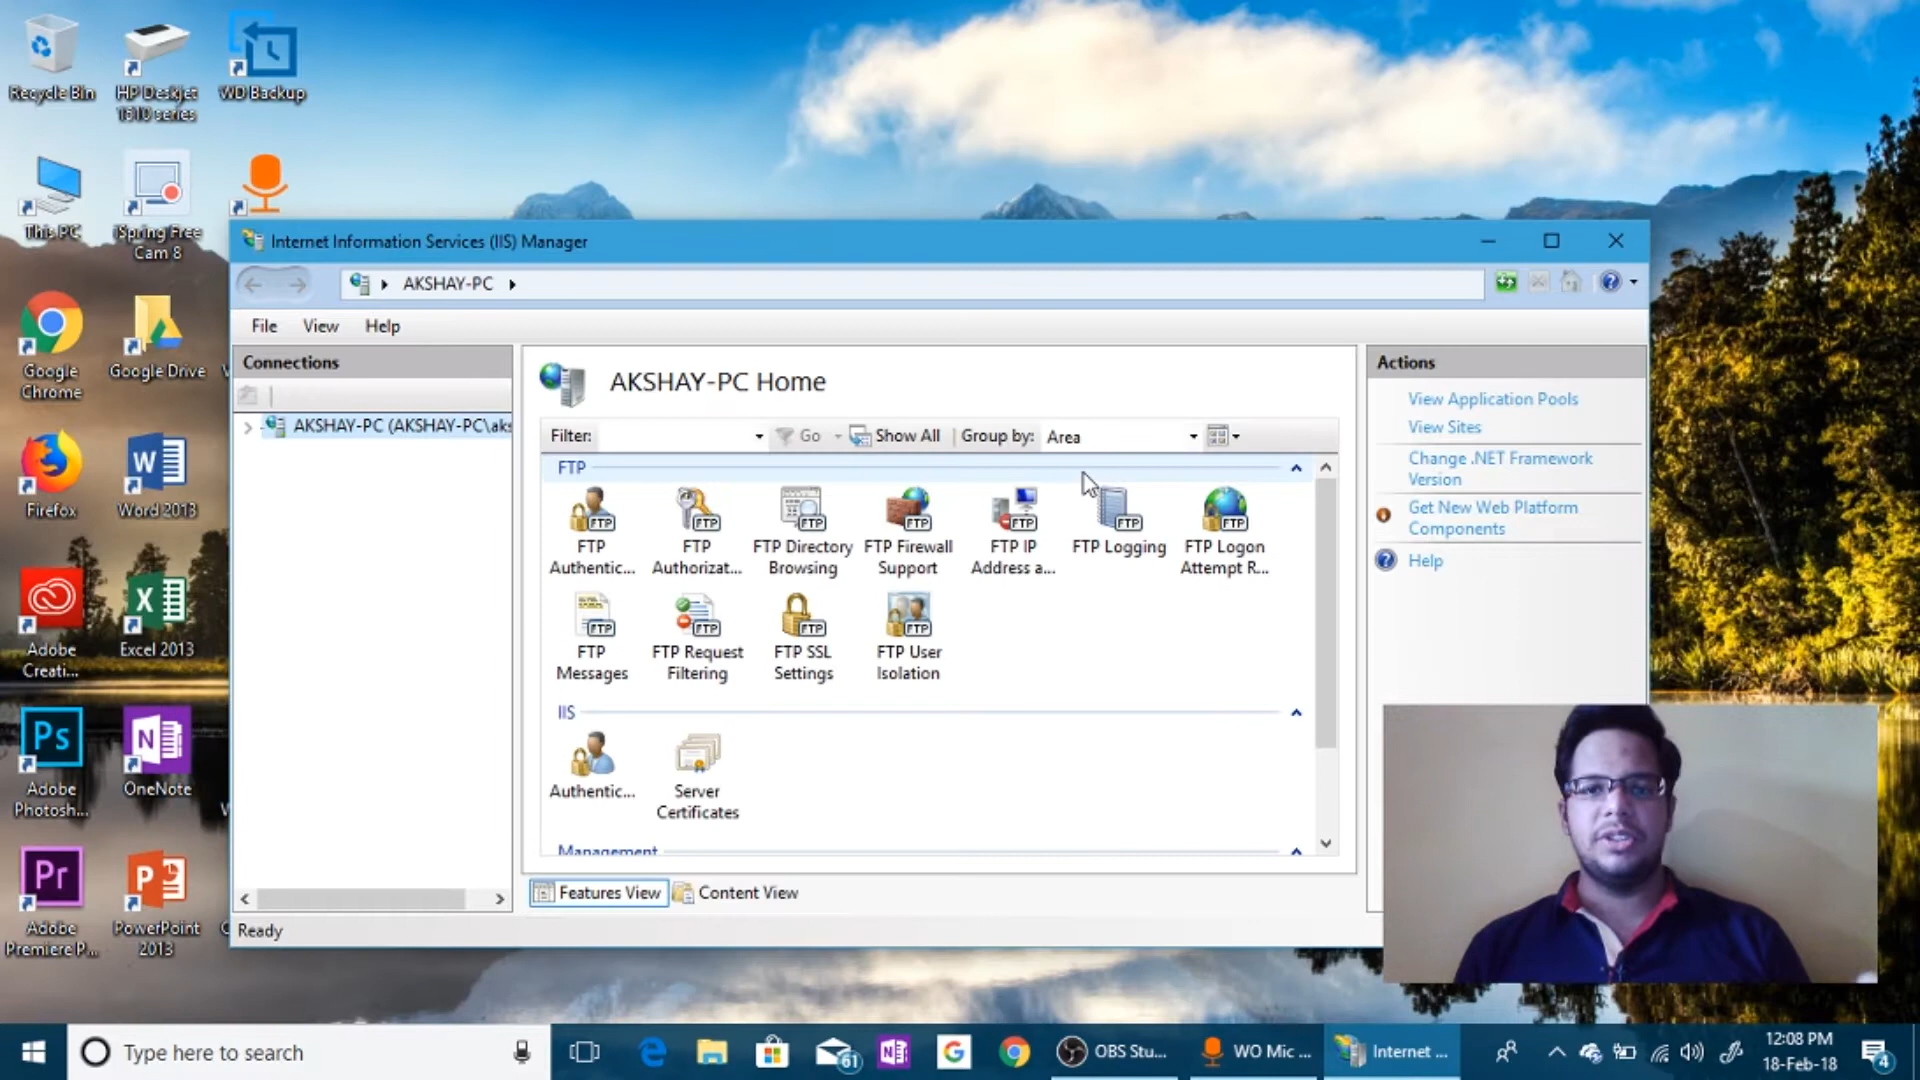 Recycle Bin
HP Deskjet
1510 series
WD Backup
This PC
iSpring Free
Cam 8
Google
Chrome
Google Drive
Firefox
Word 2013
Adobe
Creati...
Excel 2013
Adobe
Photosh...
OneNote
Adobe
Premiere P...
PowerPoint
2013
Internet Information Services (IIS) Manager
AKSHAY-PC
File View Help
Connections
AKSHAY-PC (AKSHAY-PC\aks
AKSHAY-PC Home
Filter: Go Show All Group by: Area
FTP
FTP
Authentic...
FTP
Authorizat...
FTP Directory
Browsing
FTP Firewall
Support
FTP IP
Address a...
FTP Logging
FTP Logon
Attempt R...
FTP
Messages
FTP Request
Filtering
FTP SSL
Settings
FTP User
Isolation
IIS
Authentic...
Server
Certificates
Management
Features View
Content View
Ready
Actions
View Application Pools
View Sites
Change .NET Framework
Version
Get New Web Platform
Components
Help
Type here to search
61
OBS Stu...
WO Mic ...
Internet ...
12:08 PM
18-Feb-18
4